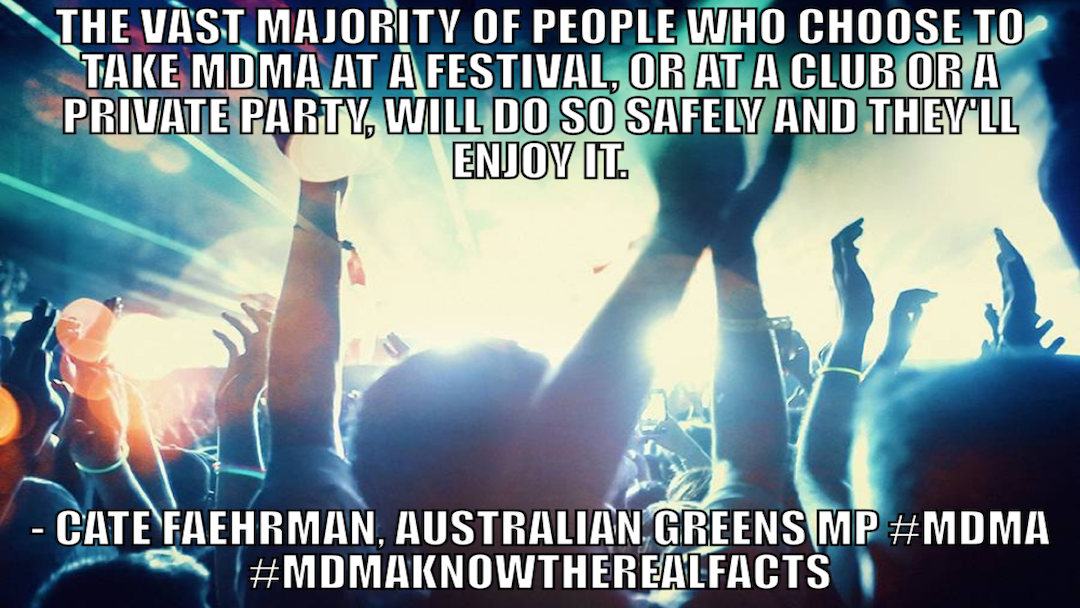 THE VAST MAJORITY OF PEOPLE WHO CHOOSE TO
TAKE MDMA AT A FESTIVAL, OR AT A CLUB OR A
PRIVATE PARTY, WILL DO SO SAFELY AND THEY'LL
ENJOY IT.
- CATE FAEHRMAN, AUSTRALIAN GREENS MP #MDMA
#MDMAKNOWTHEREALFACTS